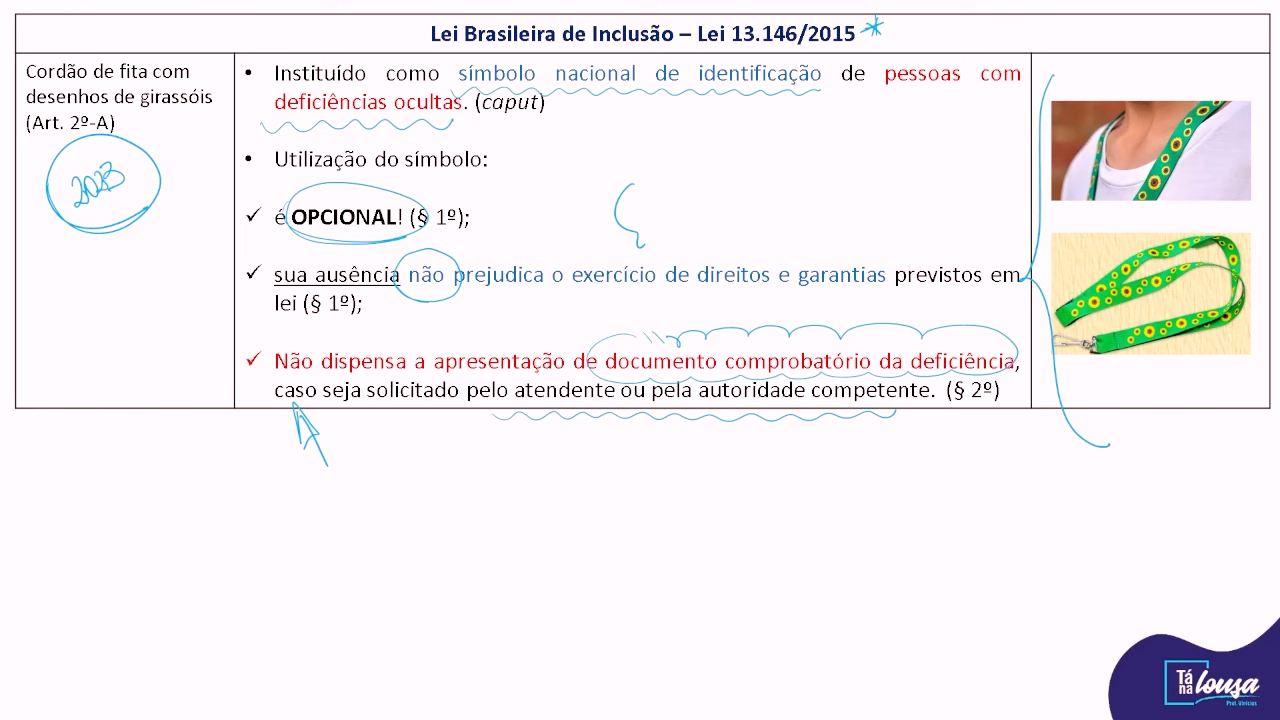 Lei Brasileira de Inclusão – Lei 13.146/2015 *
Cordão de fita com
desenhos de girassóis
(Art. 2º-A)
2023
• Instituído como símbolo nacional de identificação de pessoas com
deficiências ocultas. (caput)
• Utilização do símbolo:
✓ é OPCIONAL! (§ 1º);
✓ sua ausência não prejudica o exercício de direitos e garantias previstos em
lei (§ 1º);
✓ Não dispensa a apresentação de documento comprobatório da deficiência,
caso seja solicitado pelo atendente ou pela autoridade competente. (§ 2º)
Tá
na lousa
Prof. Vinícius